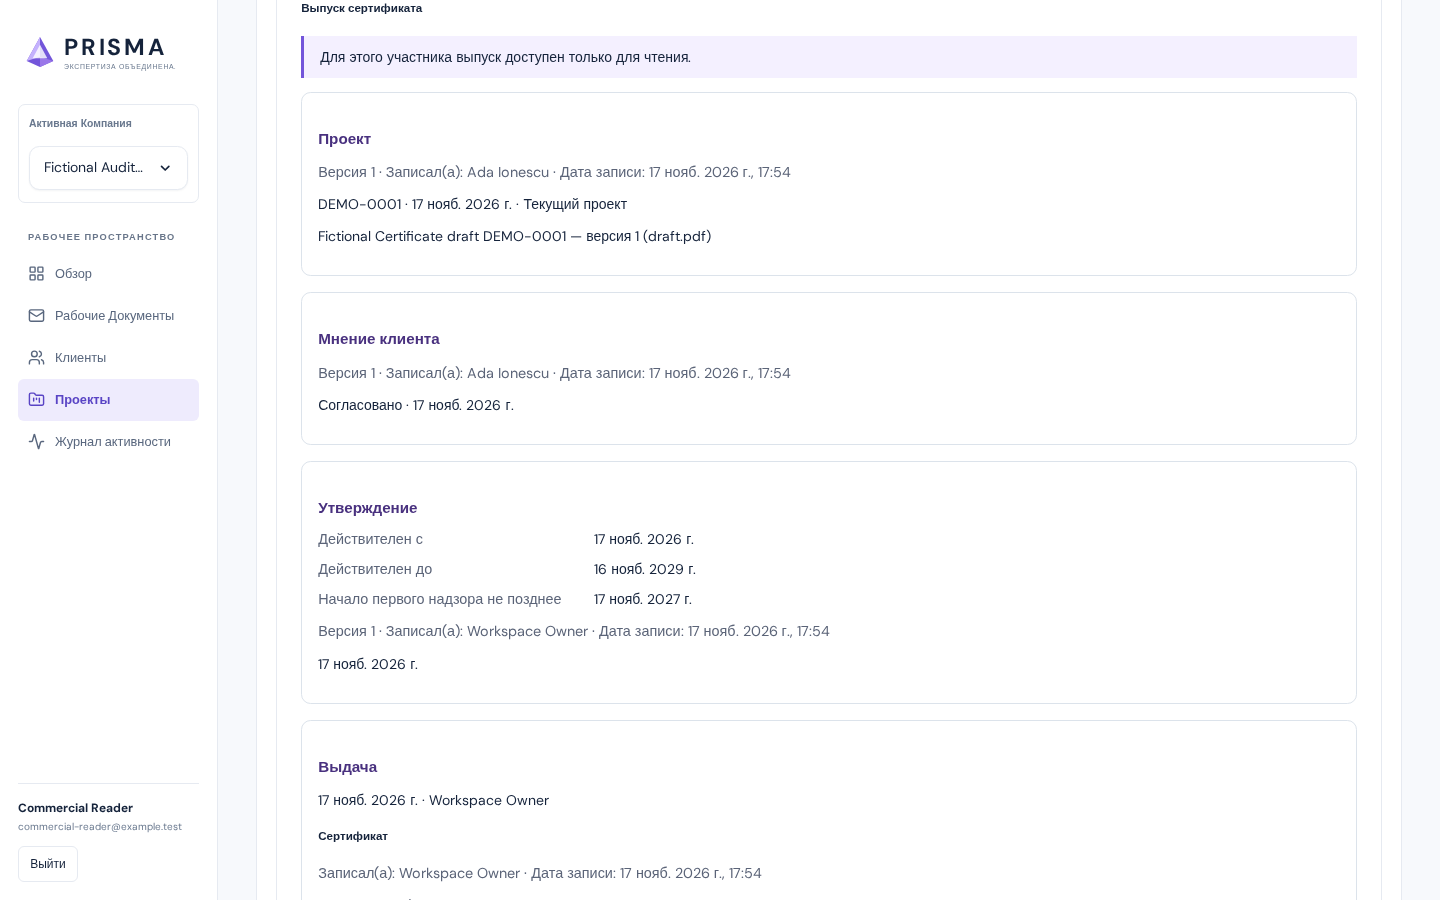 PRISMA
ЭКСПЕРТИЗА ОБЪЕДИНЕНА.
Активная Компания
Fictional Audit...
РАБОЧЕЕ ПРОСТРАНСТВО
Обзор
Рабочие Документы
Клиенты
Проекты
Журнал активности
Commercial Reader
commercial-reader@example.test
Выйти
Выпуск сертификата
Для этого участника выпуск доступен только для чтения.
Проект
Версия 1 · Записал(а): Ada Ionescu · Дата записи: 17 нояб. 2026 г., 17:54
DEMO-0001 · 17 нояб. 2026 г. · Текущий проект
Fictional Certificate draft DEMO-0001 — версия 1 (draft.pdf)
Мнение клиента
Версия 1 · Записал(а): Ada Ionescu · Дата записи: 17 нояб. 2026 г., 17:54
Согласовано · 17 нояб. 2026 г.
Утверждение
Действителен с 17 нояб. 2026 г.
Действителен до 16 нояб. 2029 г.
Начало первого надзора не позднее 17 нояб. 2027 г.
Версия 1 · Записал(а): Workspace Owner · Дата записи: 17 нояб. 2026 г., 17:54
17 нояб. 2026 г.
Выдача
17 нояб. 2026 г. · Workspace Owner
Сертификат
Записал(а): Workspace Owner · Дата записи: 17 нояб. 2026 г., 17:54